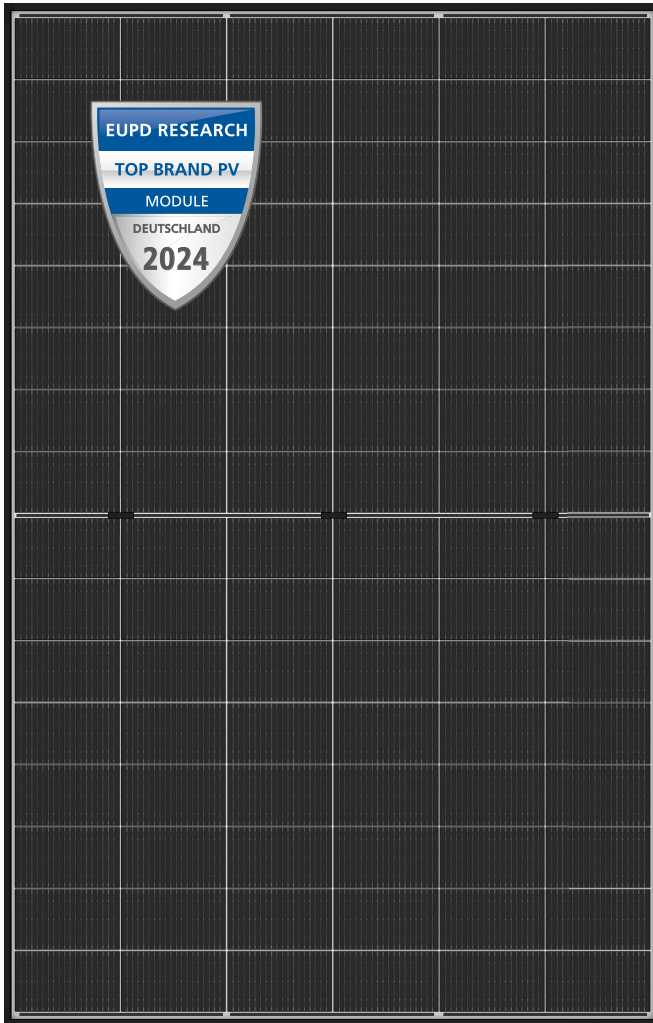 EUPD RESEARCH
TOP BRAND PV
MODULE
DEUTSCHLAND
2024